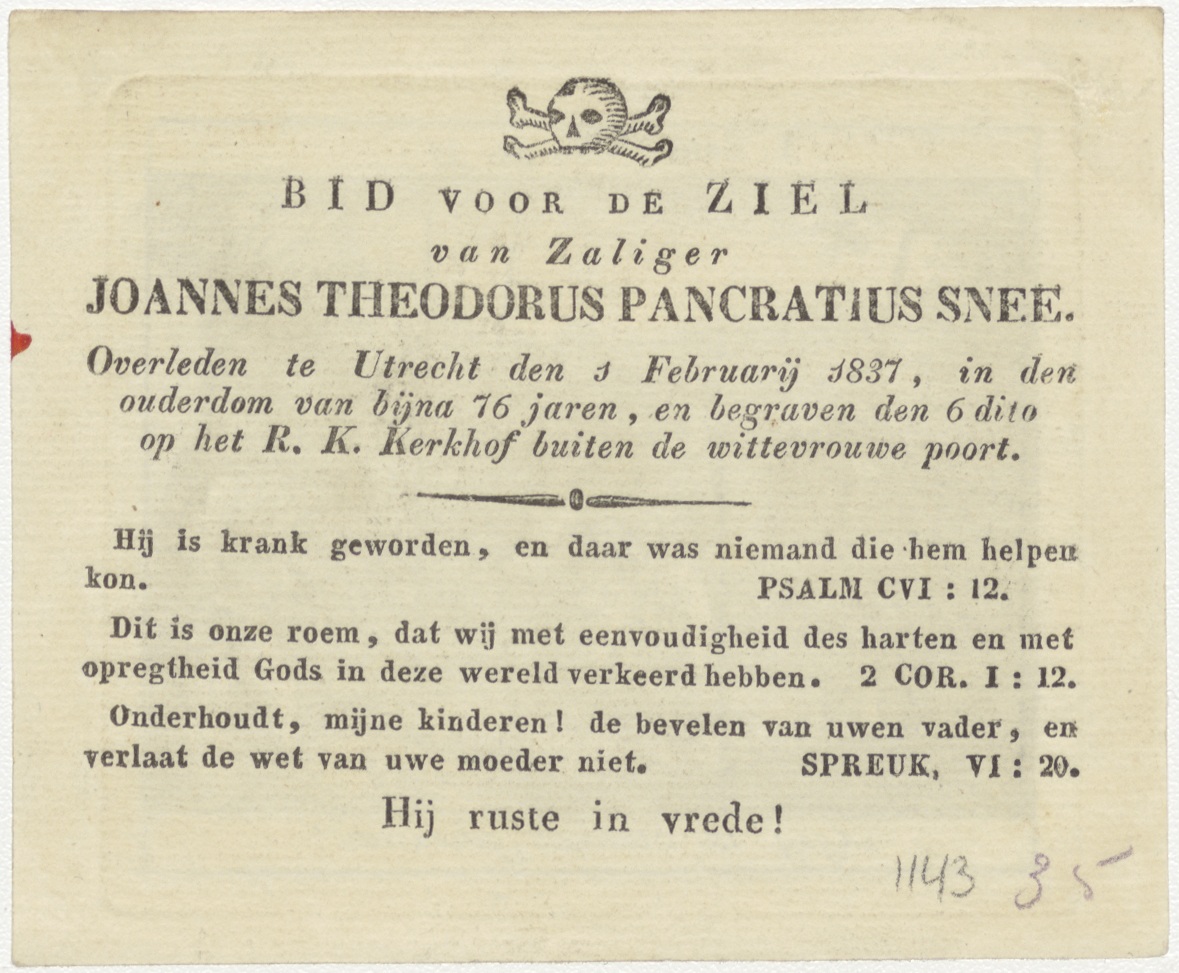 BID VOOR DE ZIEL
van Zaliger
JOANNES THEODORUS PANCRATIUS SNEE.
Overleden te Utrecht den 1 Februarij 1837, in den
ouderdom van bijna 76 jaren, en begraven den 6 dito
op het R. K. Kerkhof buiten de wittevrouwe poort.
Hij is krank geworden, en daar was niemand die hem helpen
kon. PSALM CVI : 12.
Dit is onze roem, dat wij met eenvoudigheid des harten en met
opregtheid Gods in deze wereld verkeerd hebben. 2 COR. I : 12.
Onderhoudt, mijne kinderen! de bevelen van uwen vader, en
verlaat de wet van uwe moeder niet. SPREUK, VI : 20.
Hij ruste in vrede!
1143 35